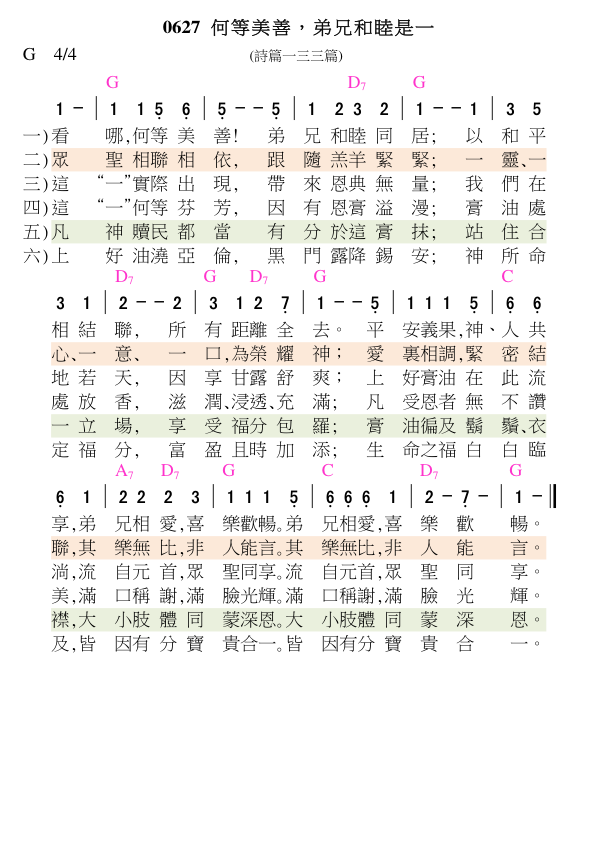 0627 何等美善，弟兄和睦是一
G 4/4 (詩篇一三三篇)
G D7 G
1 - | 1 1 5̣ 6̣ | 5̣ - - 5̣ | 1 2 3 2 | 1 - - 1 | 3 5
一)看 哪,何等 美 善! 弟 兄 和睦 同 居; 以 和 平
二)眾 聖 相聯 相 依, 跟 隨 羔羊 緊 緊; 一 靈、一
三)這 “一”實際 出 現, 帶 來 恩典 無 量; 我 們 在
四)這 “一”何等 芬 芳, 因 有 恩膏 溢 漫; 膏 油 處
五)凡 神 贖民 都 當 有 分 於這 膏 抹; 站 住 合
六)上 好 油澆 亞 倫, 黑 門 露降 錫 安; 神 所 命
D7 G D7 G C
3 1 | 2 - - 2 | 3 1 2 7̣ | 1 - - 5̣ | 1 1 1 5̣ | 6̣ 6̣
相 結 聯, 所 有 距離 全 去。 平 安義果,神、人 共
心、一 意、 一 口,為榮 耀 神； 愛 裏相調,緊 密 結
地 若 天, 因 享 甘露 舒 爽； 上 好膏油 在 此 流
處 放 香, 滋 潤、浸透、充 滿; 凡 受恩者 無 不 讚
一 立 場, 享 受 福分 包 羅; 膏 油偏及 鬍 鬚、衣
定 福 分, 富 盈 且時 加 添; 生 命之福 白 白 臨
A7 D7 G C D7 G
6̣ 1 | 2 2 2 3 | 1 1 1 5̣ | 6̣ 6̣ 6̣ 1 | 2 - 7̣ - | 1 - ‖
享,弟 兄相 愛,喜 樂歡暢。弟 兄相愛,喜 樂 歡 暢。
聯,其 樂無 比,非 人能言。其 樂無比,非 人 能 言。
淌,流 自元 首,眾 聖同享。流 自元首,眾 聖 同 享。
美,滿 口稱 謝,滿 臉光輝。滿 口稱謝,滿 臉 光 輝。
襟,大 小肢 體 同 蒙深恩。大 小肢體 同 蒙 深 恩。
及,皆 因有 分 寶 貴合一。皆 因有分 寶 貴 合 一。